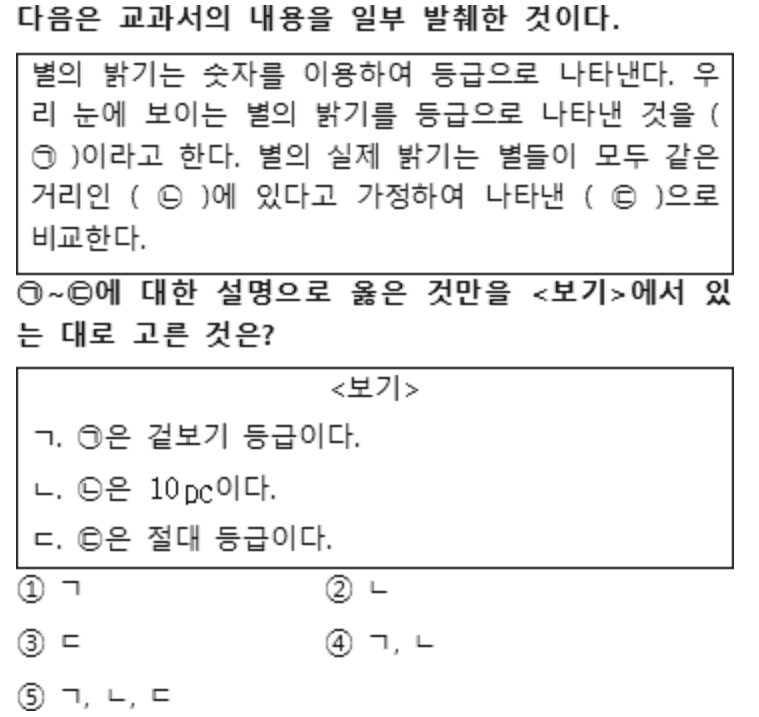 다음은 교과서의 내용을 일부 발췌한 것이다.
별의 밝기는 숫자를 이용하여 등급으로 나타낸다. 우
리 눈에 보이는 별의 밝기를 등급으로 나타낸 것을 (
㉠ )이라고 한다. 별의 실제 밝기는 별들이 모두 같은
거리인 ( ㉡ )에 있다고 가정하여 나타낸 ( ㉢ )으로
비교한다.
㉠~㉢에 대한 설명으로 옳은 것만을 <보기>에서 있
는 대로 고른 것은?
<보기>
ㄱ. ㉠은 겉보기 등급이다.
ㄴ. ㉡은 10pc이다.
ㄷ. ㉢은 절대 등급이다.
① ㄱ ② ㄴ
③ ㄷ ④ ㄱ, ㄴ
⑤ ㄱ, ㄴ, ㄷ